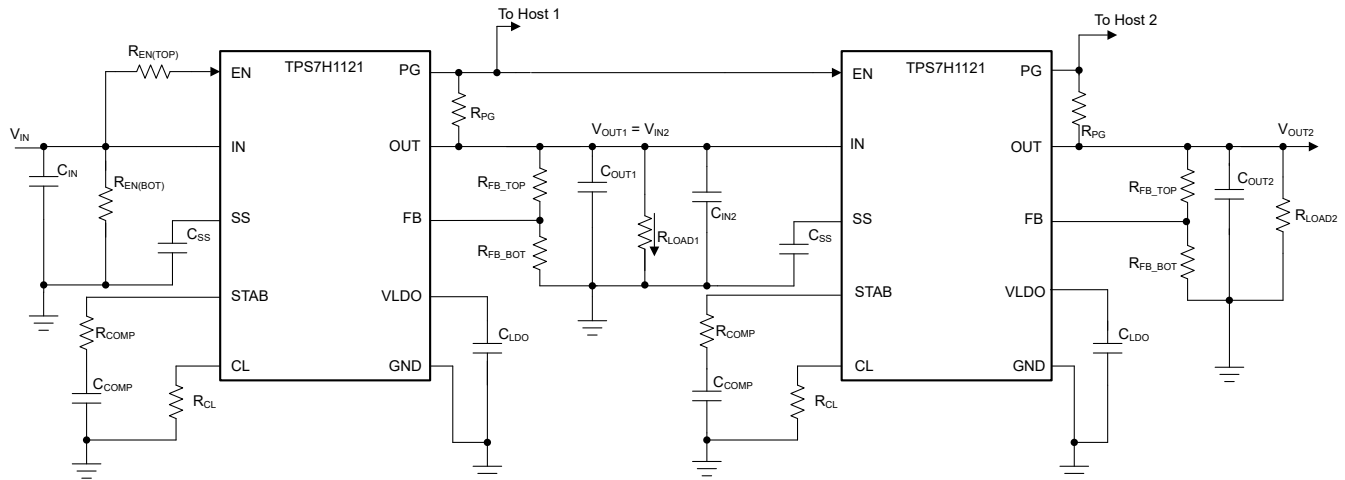 To Host 1
To Host 2
R_EN(TOP)
TPS7H1121
TPS7H1121
EN
PG
EN
PG
R_PG
R_PG
V_IN
V_OUT1 = V_IN2
V_OUT2
IN
OUT
IN
OUT
C_IN
R_EN(BOT)
R_FB_TOP
C_OUT1
C_IN2
R_FB_TOP
C_OUT2
SS
C_SS
FB
R_LOAD1
SS
C_SS
FB
R_LOAD2
R_FB_BOT
R_FB_BOT
STAB
VLDO
STAB
VLDO
R_COMP
C_LDO
R_COMP
C_LDO
CL
GND
CL
GND
C_COMP
R_CL
C_COMP
R_CL